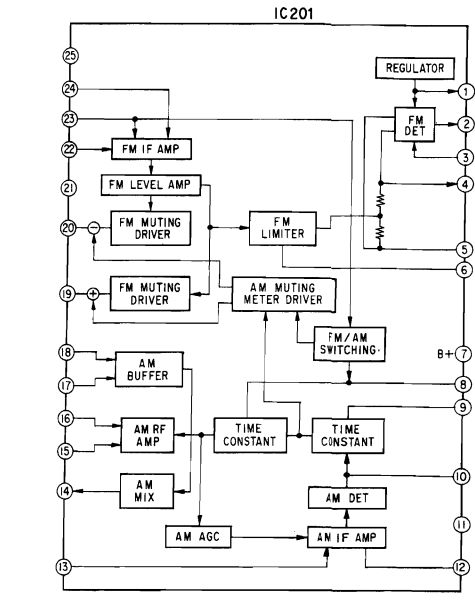 IC201
25
REGULATOR
24
1
23
FM
DET
2
22
FM IF AMP
3
21
FM LEVEL AMP
4
20
−
FM MUTING
DRIVER
FM
LIMITER
5
6
19
+
FM MUTING
DRIVER
AM MUTING
METER DRIVER
18
AM
BUFFER
FM/AM
SWITCHING
B+
7
17
8
16
AM RF
AMP
TIME
CONSTANT
TIME
CONSTANT
9
15
14
AM
MIX
10
AM DET
AM AGC
AM IF AMP
11
13
12